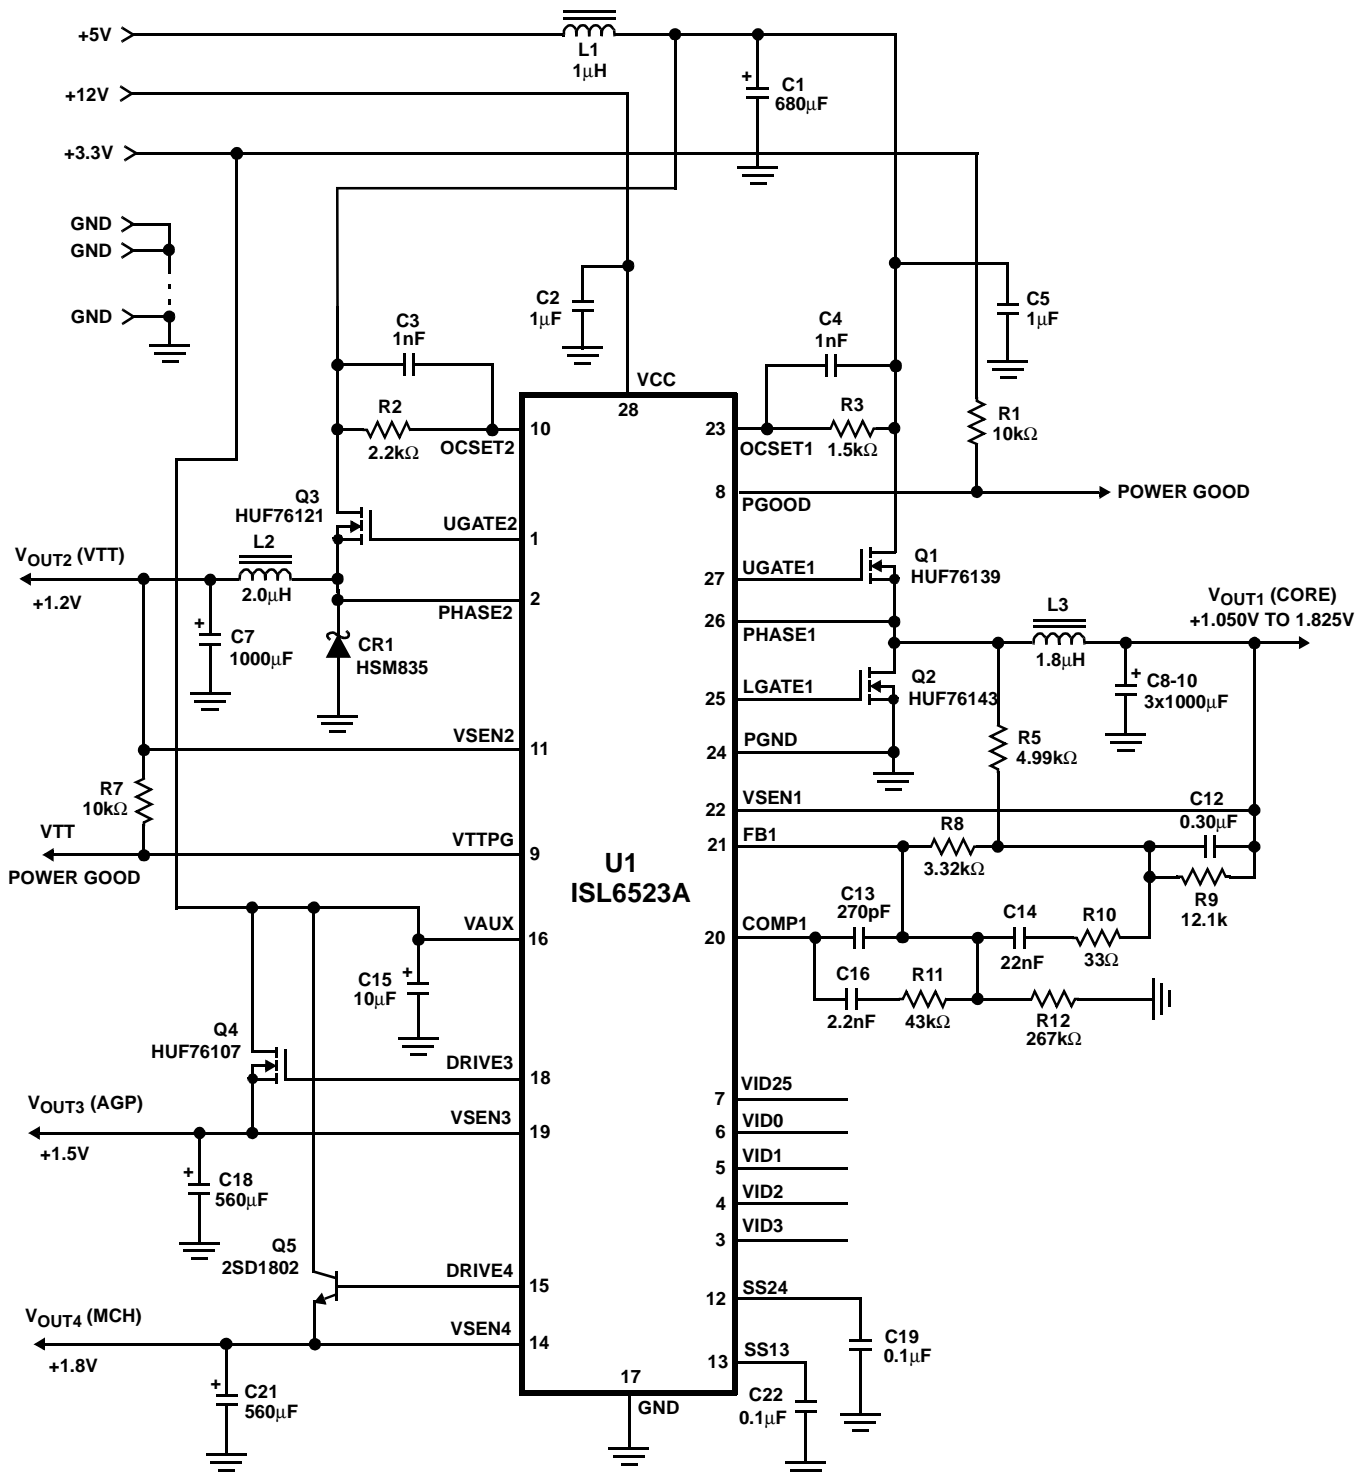 +5V
L1
1μH
C1
680μF
+12V
+3.3V
GND
GND
GND
C2
1μF
C5
1μF
C3
1nF
C4
1nF
VCC
28
R2
2.2kΩ
OCSET2
10
23
OCSET1
R3
1.5kΩ
R1
10kΩ
8
PGOOD
POWER GOOD
Q3
HUF76121
UGATE2
1
L2
2.0μH
VOUT2 (VTT)
+1.2V
C7
1000μF
2
PHASE2
CR1
HSM835
27
UGATE1
Q1
HUF76139
26
PHASE1
L3
1.8μH
VOUT1 (CORE)
+1.050V TO 1.825V
25
LGATE1
Q2
HUF76143
C8-10
3x1000μF
24
PGND
R5
4.99kΩ
VSEN2
11
R7
10kΩ
22
VSEN1
C12
0.30μF
21
FB1
R8
3.32kΩ
VTT
POWER GOOD
VTTPG
9
U1
ISL6523A
R9
12.1k
VAUX
16
C15
10μF
20
COMP1
C13
270pF
C14
22nF
R10
33Ω
C16
2.2nF
R11
43kΩ
R12
267kΩ
Q4
HUF76107
DRIVE3
18
VOUT3 (AGP)
+1.5V
VSEN3
19
C18
560μF
7
VID25
6
VID0
5
VID1
4
VID2
3
VID3
Q5
2SD1802
DRIVE4
15
12
SS24
C19
0.1μF
VOUT4 (MCH)
+1.8V
VSEN4
14
13
SS13
C22
0.1μF
C21
560μF
17
GND